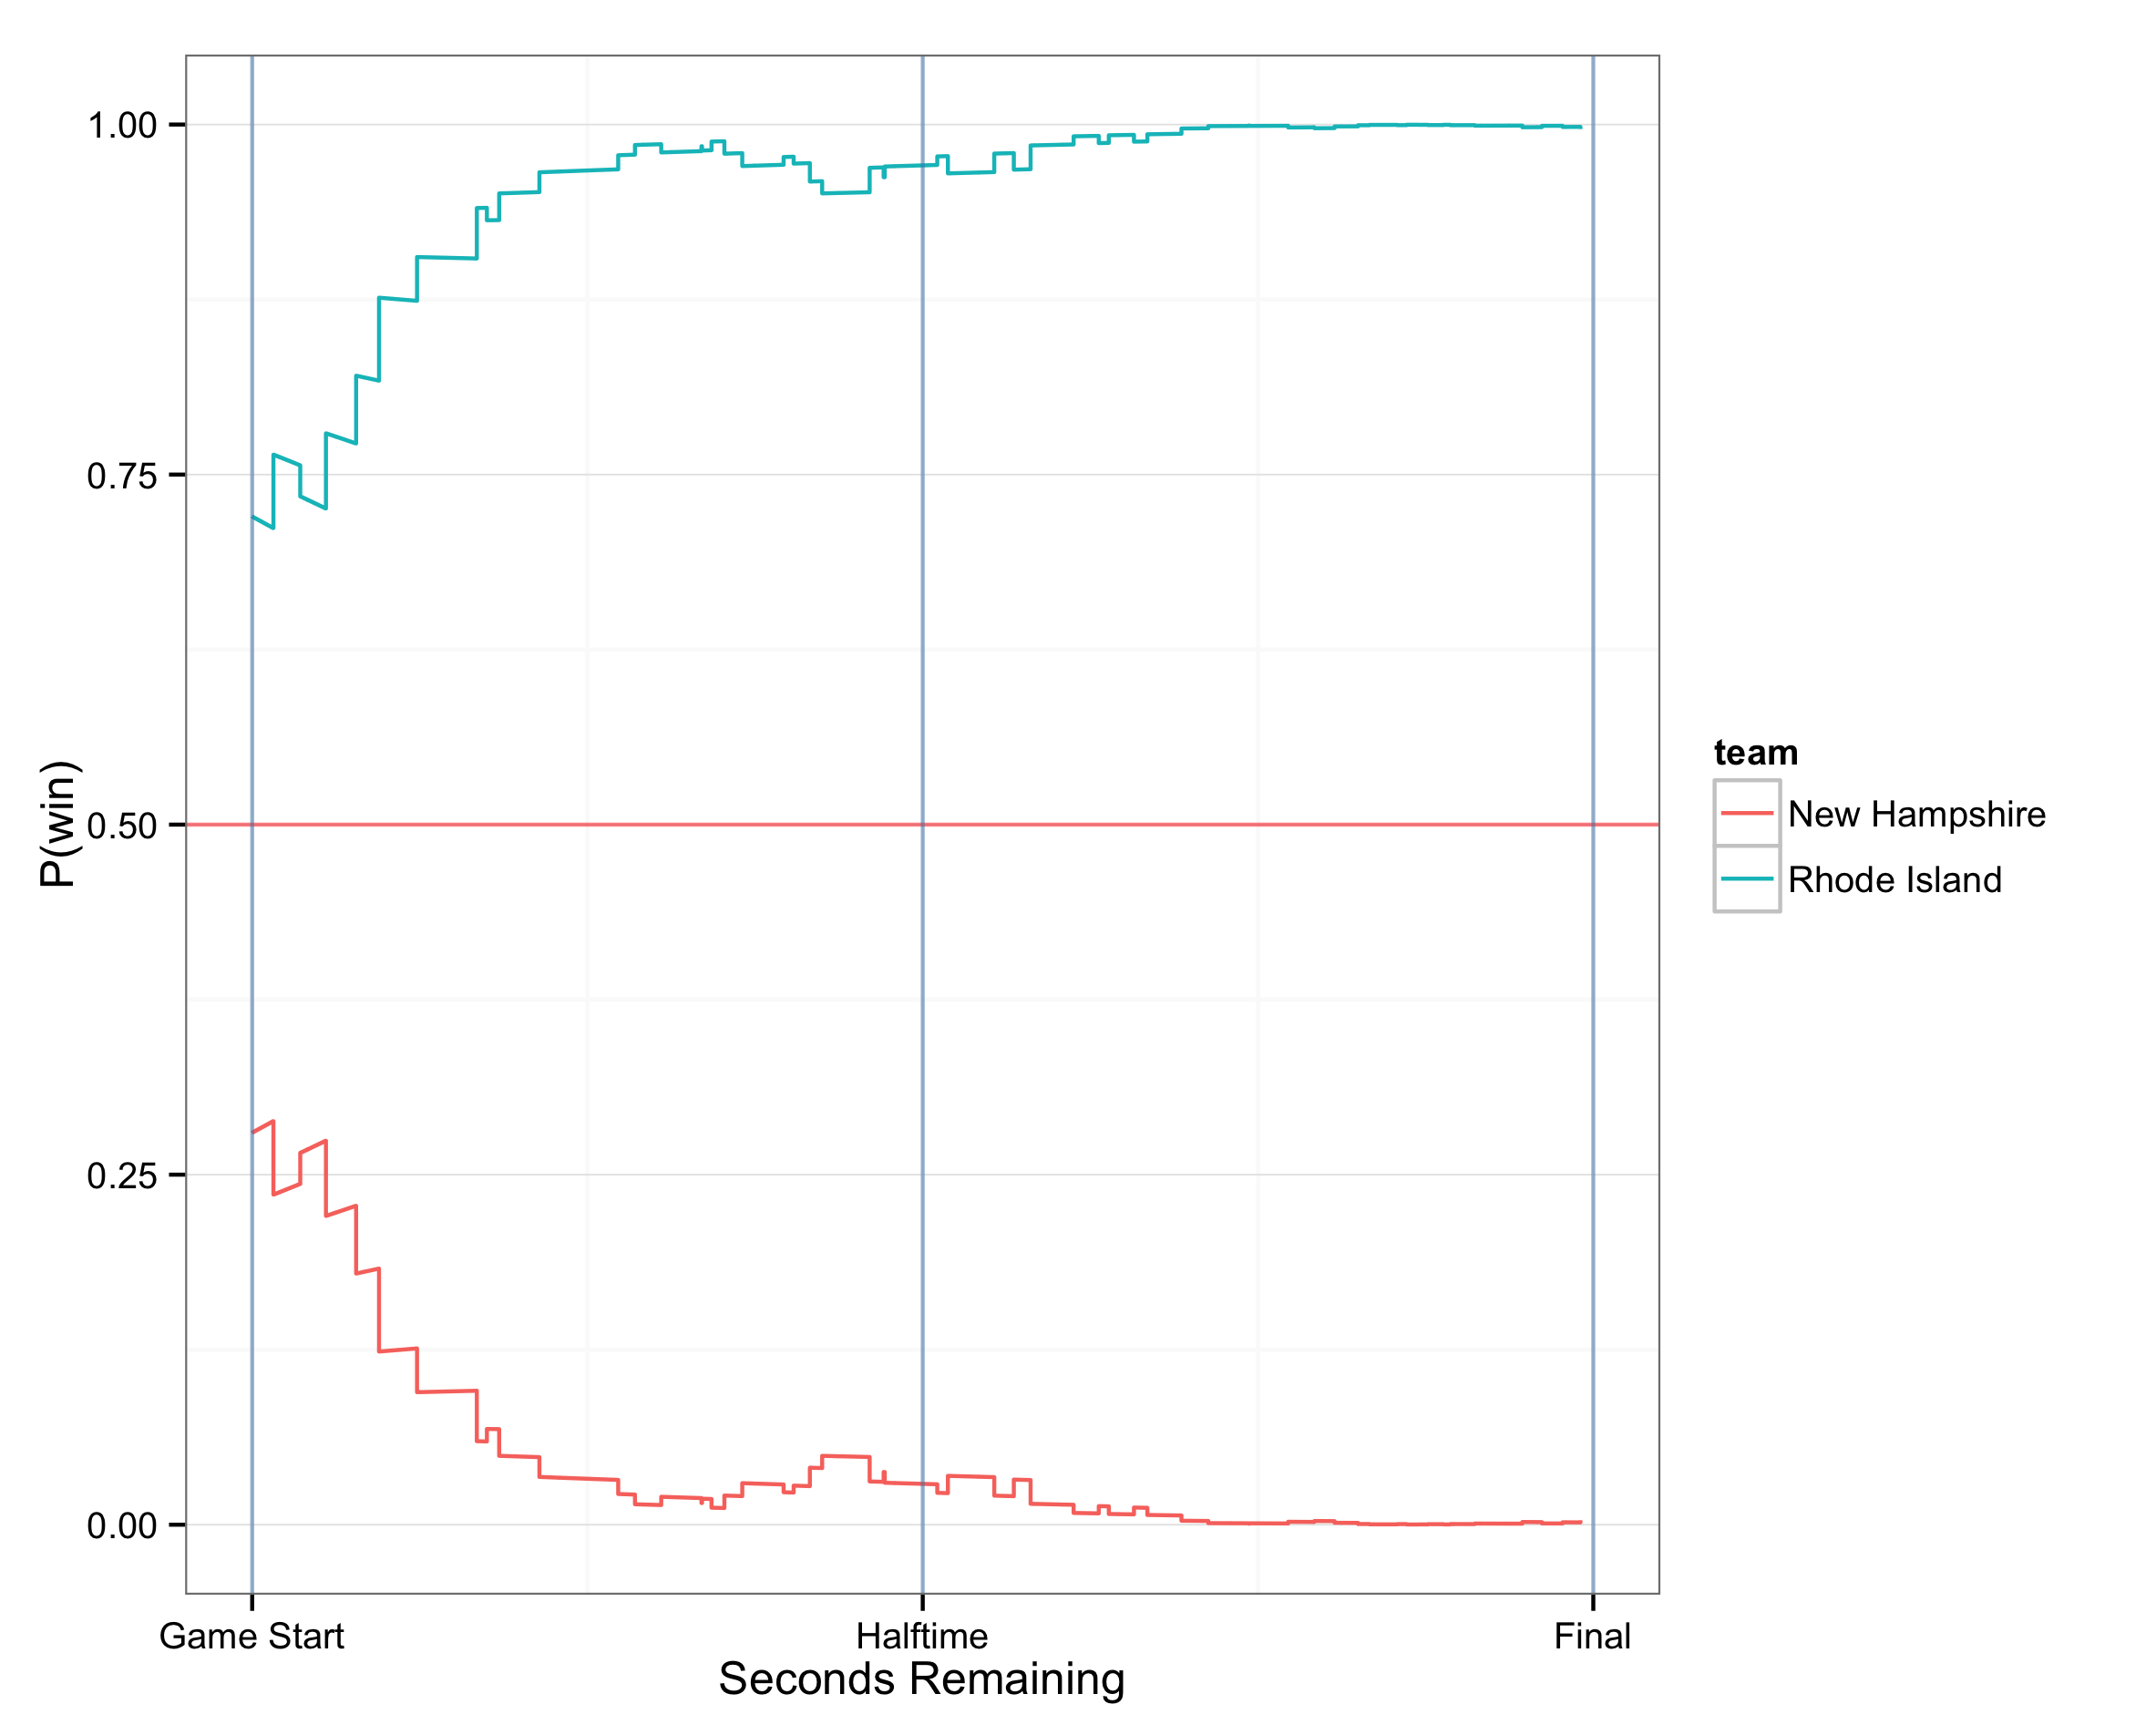 1.00
0.75
0.50
0.25
0.00
P(win)
Game Start
Halftime
Final
Seconds Remaining
team
New Hampshire
Rhode Island